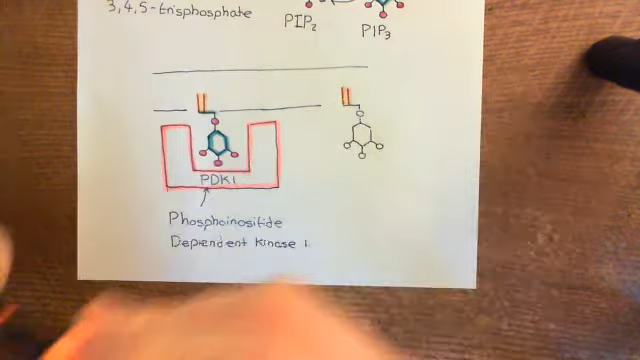 3,4,5-trisphosphate
PIP2
PIP3
PDK1
Phosphoinositide
Dependent Kinase 1